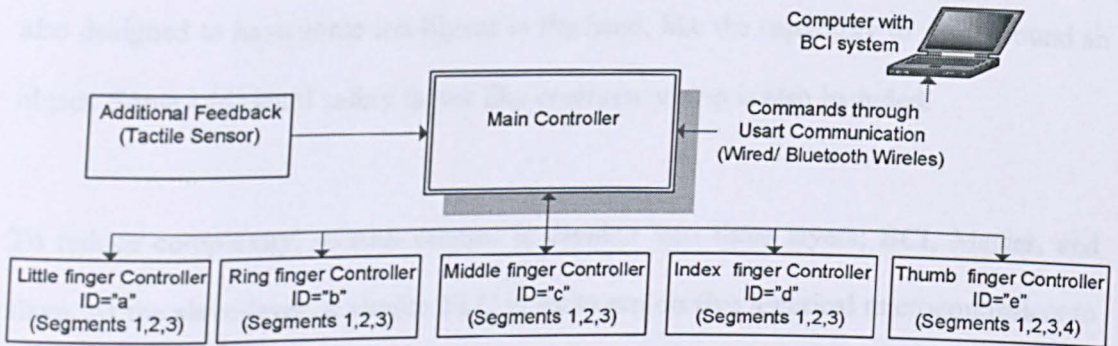 Computer with
BCI system
Additional Feedback
(Tactile Sensor)
Main Controller
Commands through
Usart Communication
(Wired/ Bluetooth Wireles)
Little finger Controller
ID="a"
(Segments 1,2,3)
Ring finger Controller
ID="b"
(Segments 1,2,3)
Middle finger Controller
ID="c"
(Segments 1,2,3)
Index finger Controller
ID="d"
(Segments 1,2,3)
Thumb finger Controller
ID="e"
(Segments 1,2,3,4)